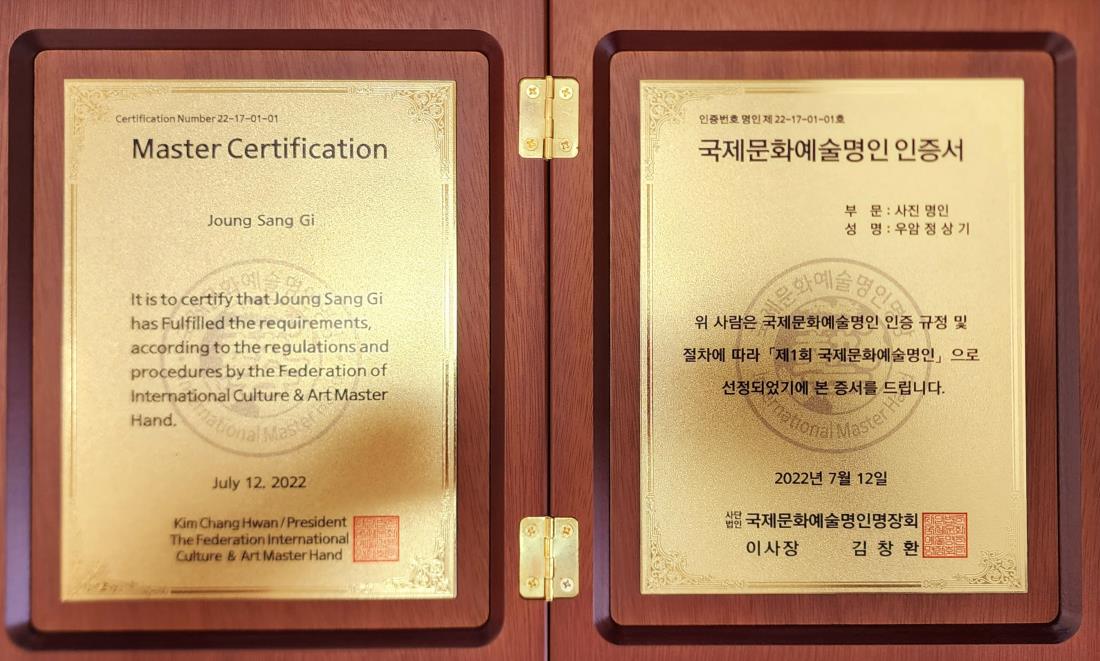 Certification Number 22-17-01-01
Master Certification
Joung Sang Gi
It is to certify that Joung Sang Gi
has Fulfilled the requirements,
according to the regulations and
procedures by the Federation of
International Culture & Art Master
Hand.
July 12, 2022
Kim Chang Hwan / President
The Federation International
Culture & Art Master Hand
인증번호 명인 제 22-17-01-01호
국제문화예술명인 인증서
부 문 : 사진 명인
성 명 : 우암 정 상 기
위 사람은 국제문화예술명인 인증 규정 및
절차에 따라 「제1회 국제문화예술명인」 으로
선정되었기에 본 증서를 드립니다.
2022년 7월 12일
사단법인 국제문화예술명인명장회
이사장 김 창 환